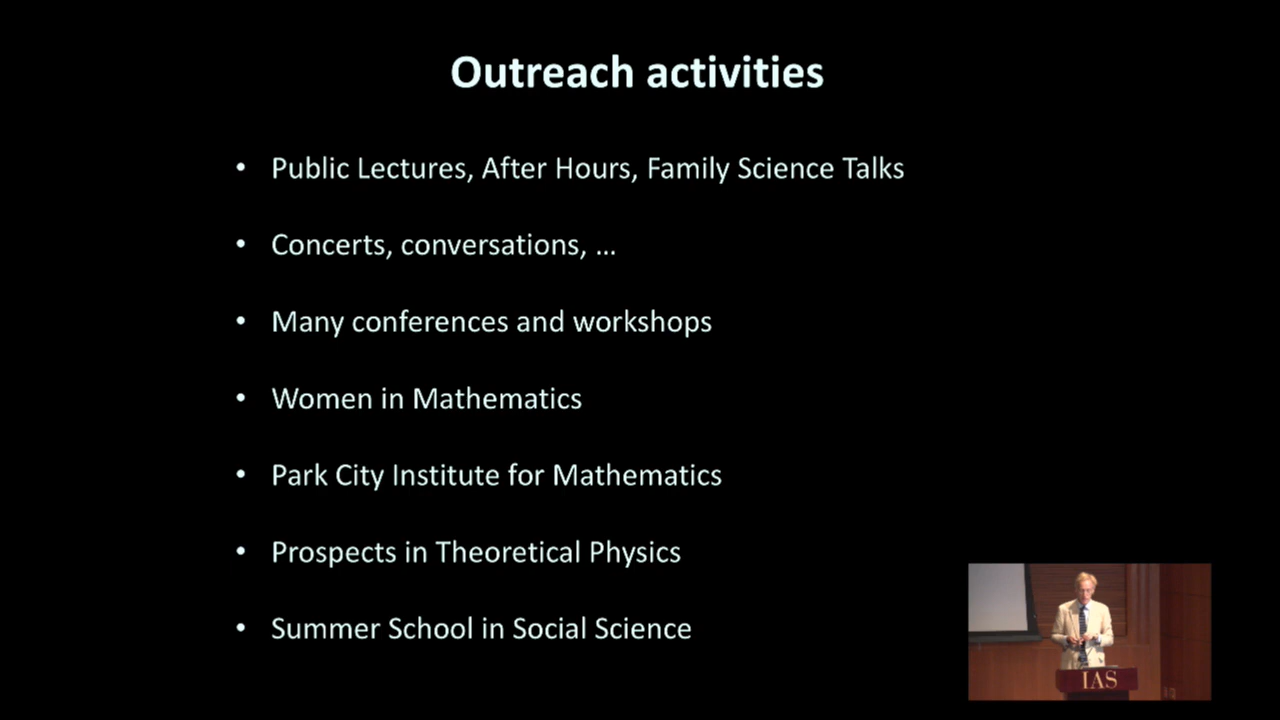 Outreach activities
• Public Lectures, After Hours, Family Science Talks
• Concerts, conversations, ...
• Many conferences and workshops
• Women in Mathematics
• Park City Institute for Mathematics
• Prospects in Theoretical Physics
• Summer School in Social Science
IAS